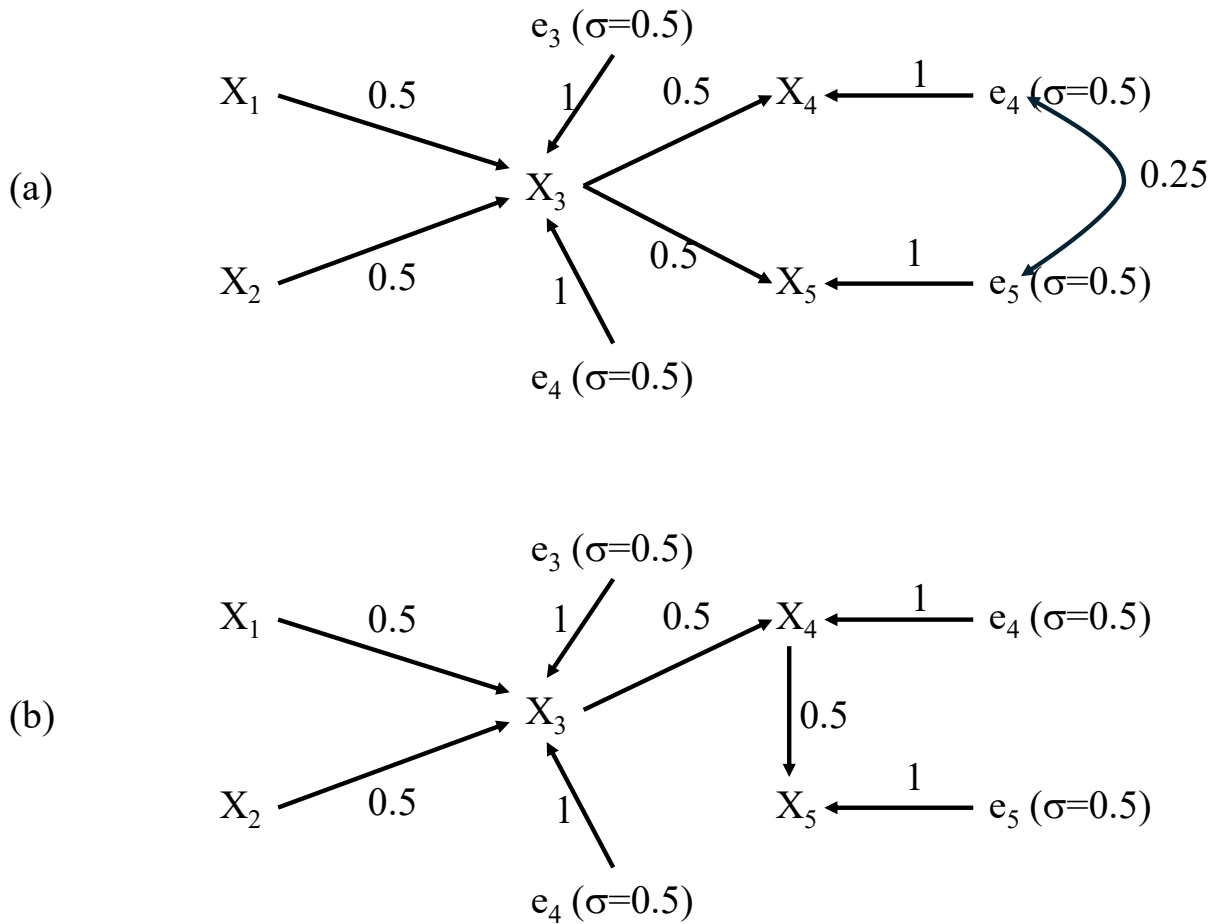 e₃ (σ=0.5)
X₁ 0.5 1 0.5 X₄ 1 e₄ (σ=0.5)
(a) X₃ 0.25
X₂ 0.5 1 0.5 X₅ 1 e₅ (σ=0.5)
e₄ (σ=0.5)
e₃ (σ=0.5)
X₁ 0.5 1 0.5 X₄ 1 e₄ (σ=0.5)
(b) X₃ 0.5
X₂ 0.5 1 X₅ 1 e₅ (σ=0.5)
e₄ (σ=0.5)